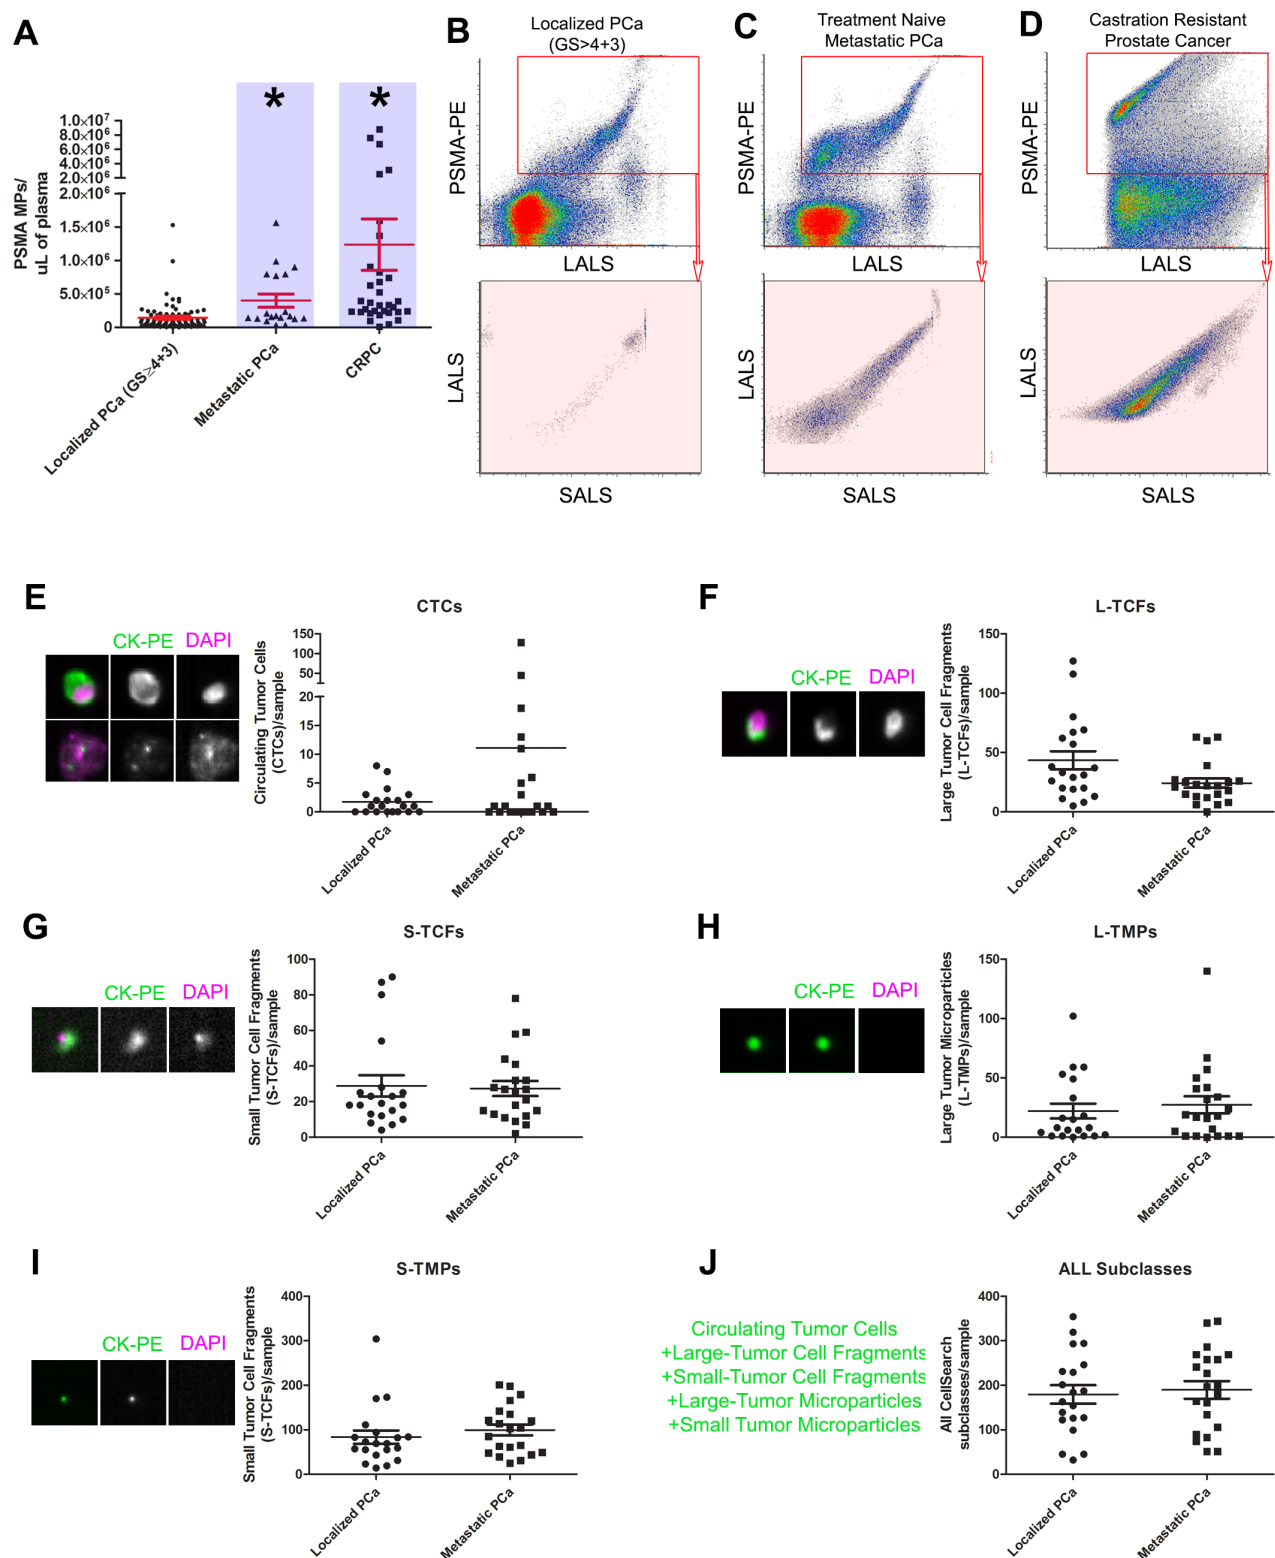 A
PSMA MPs/
uL of plasma
1.0×10⁷
8.0×10⁶
6.0×10⁶
4.0×10⁶
2.0×10⁶
2.0×10⁶
1.5×10⁶
1.0×10⁶
5.0×10⁵
0
*
*
Localized PCa (GS≥4+3)
Metastatic PCa
CRPC
B
Localized PCa
(GS>4+3)
PSMA-PE
LALS
LALS
SALS
C
Treatment Naive
Metastatic PCa
PSMA-PE
LALS
LALS
SALS
D
Castration Resistant
Prostate Cancer
PSMA-PE
LALS
LALS
SALS
E
CTCs
CK-PE
DAPI
Circulating Tumor Cells
(CTCs)/sample
150
100
50
20
15
10
5
0
Localized PCa
Metastatic PCa
F
L-TCFs
CK-PE
DAPI
Large Tumor Cell Fragments
(L-TCFs)/sample
150
100
50
0
Localized PCa
Metastatic PCa
G
S-TCFs
CK-PE
DAPI
Small Tumor Cell Fragments
(S-TCFs)/sample
100
80
60
40
20
0
Localized PCa
Metastatic PCa
H
L-TMPs
CK-PE
DAPI
Large Tumor Microparticles
(L-TMPs)/sample
150
100
50
0
Localized PCa
Metastatic PCa
I
S-TMPs
CK-PE
DAPI
Small Tumor Cell Fragments
(S-TCFs)/sample
400
300
200
100
0
Localized PCa
Metastatic PCa
J
ALL Subclasses
Circulating Tumor Cells
+Large-Tumor Cell Fragments
+Small-Tumor Cell Fragments
+Large-Tumor Microparticles
+Small Tumor Microparticles
All CellSearch
subclasses/sample
400
300
200
100
0
Localized PCa
Metastatic PCa